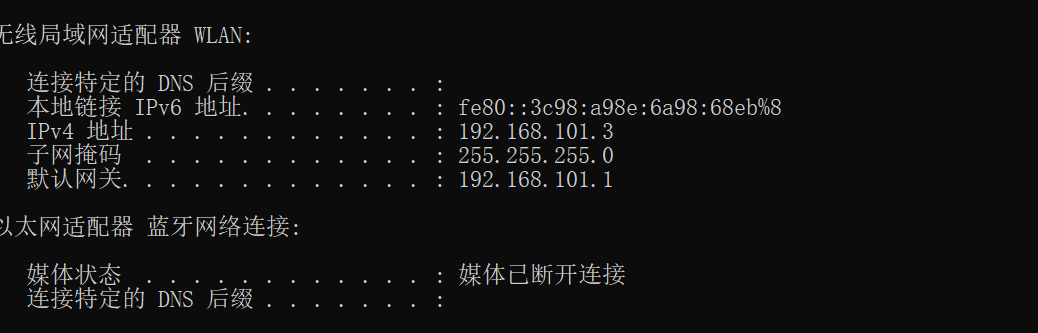 无线局域网适配器 WLAN:
连接特定的 DNS 后缀 . . . . . . . :
本地链接 IPv6 地址. . . . . . . . : fe80::3c98:a98e:6a98:68eb%8
IPv4 地址 . . . . . . . . . . . . : 192.168.101.3
子网掩码  . . . . . . . . . . . . : 255.255.255.0
默认网关. . . . . . . . . . . . . : 192.168.101.1
以太网适配器 蓝牙网络连接:
媒体状态  . . . . . . . . . . . . : 媒体已断开连接
连接特定的 DNS 后缀 . . . . . . . :